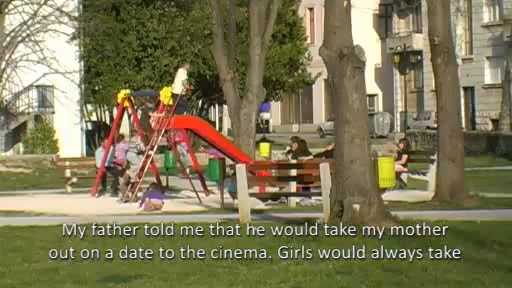 My father told me that he would take my mother
out on a date to the cinema. Girls would always take